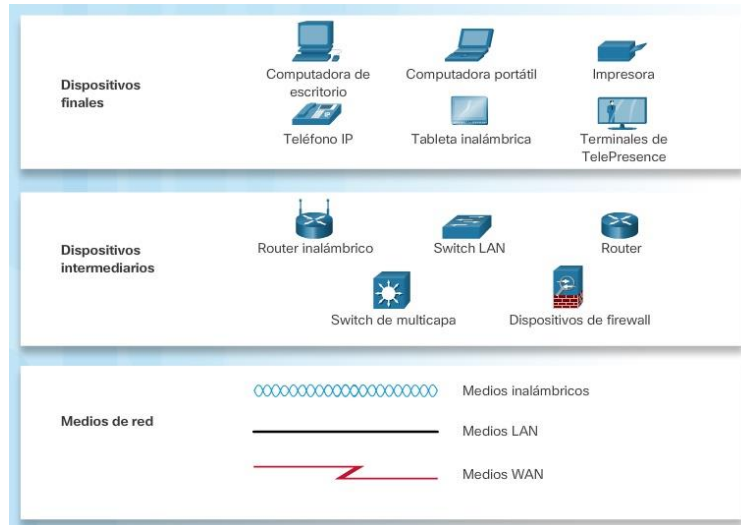 Dispositivos
finales
Computadora de
escritorio
Computadora portátil
Impresora
Teléfono IP
Tableta inalámbrica
Terminales de
TelePresence
Dispositivos
intermediarios
Router inalámbrico
Switch LAN
Router
Switch de multicapa
Dispositivos de firewall
Medios de red
Medios inalámbricos
Medios LAN
Medios WAN